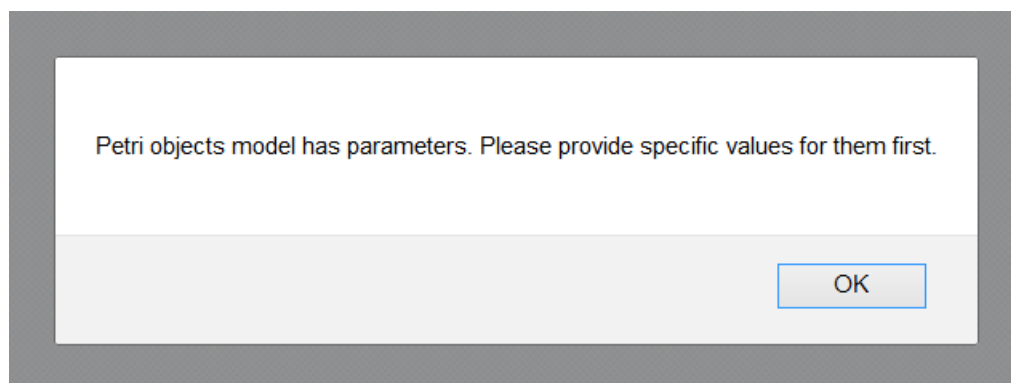 Petri objects model has parameters. Please provide specific values for them first.
OK